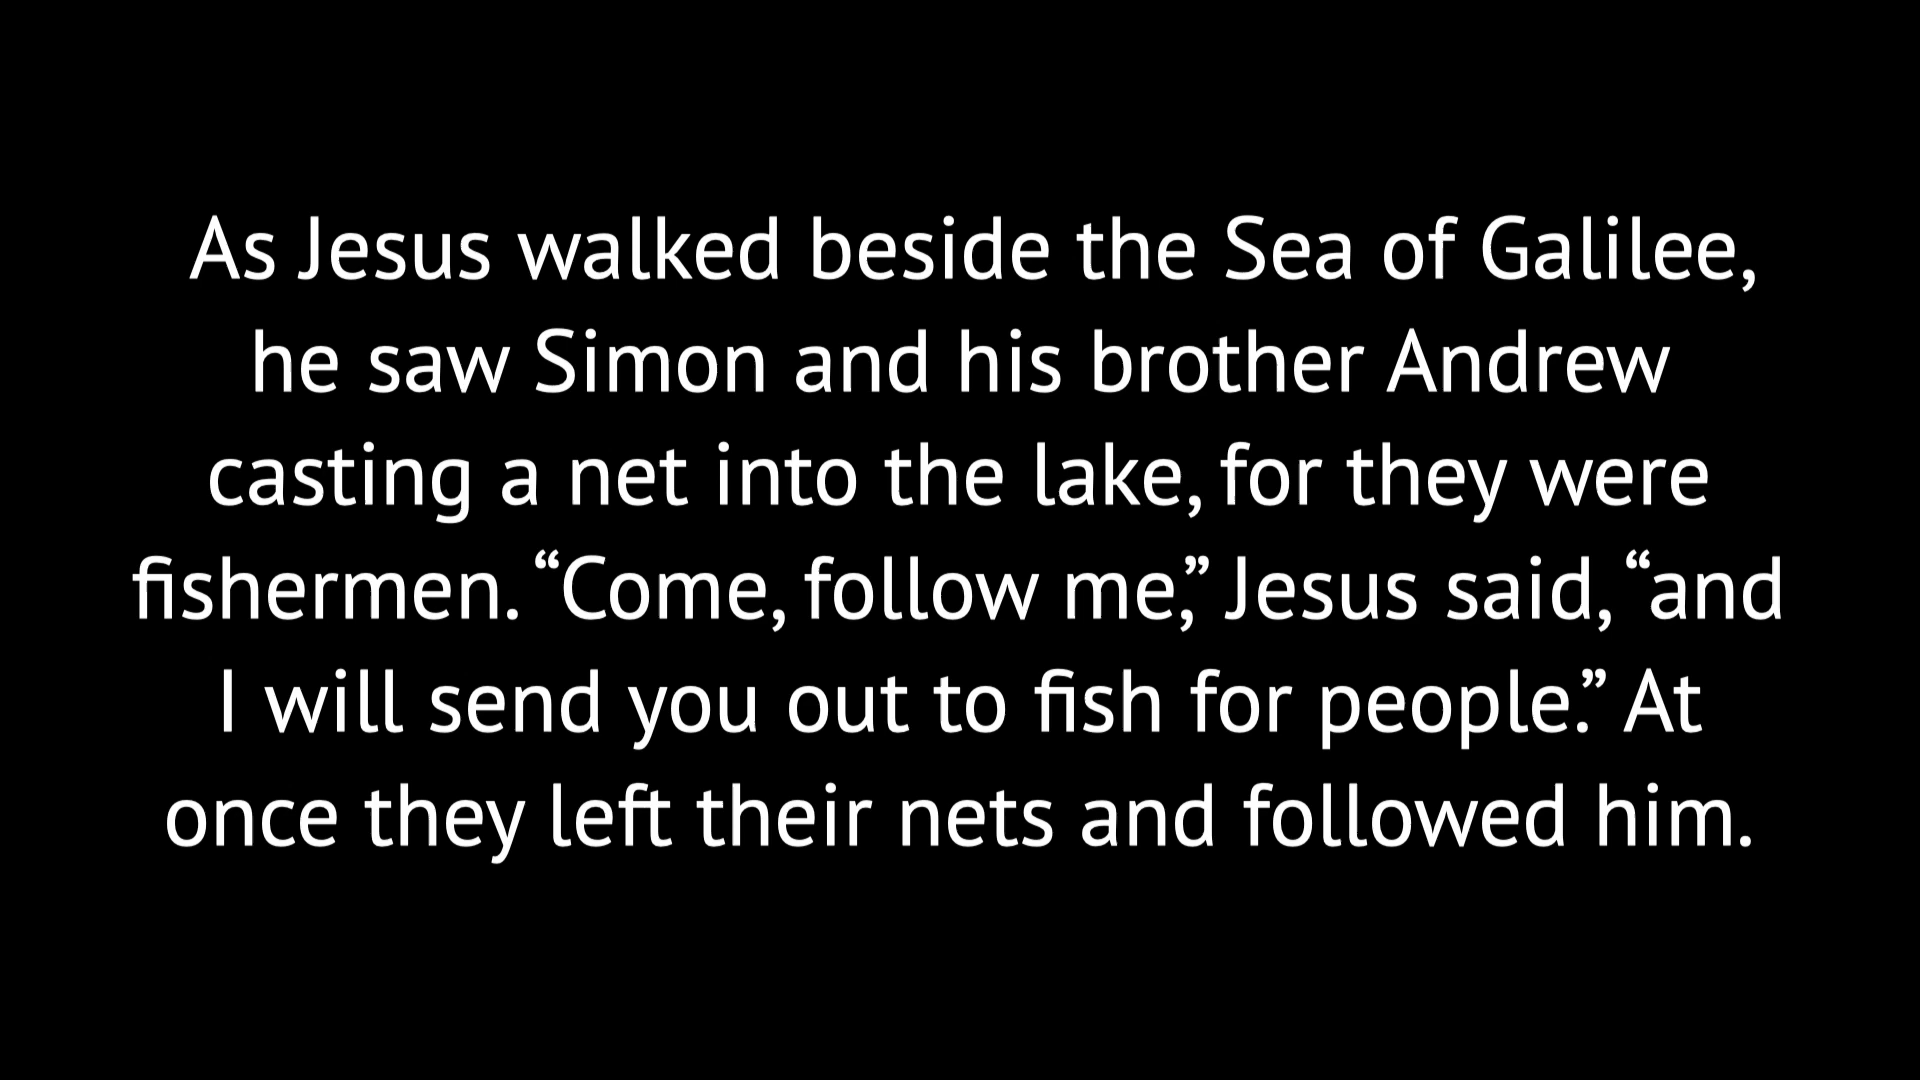 As Jesus walked beside the Sea of Galilee,
he saw Simon and his brother Andrew
casting a net into the lake, for they were
fishermen. “Come, follow me,” Jesus said, “and
I will send you out to fish for people.” At
once they left their nets and followed him.